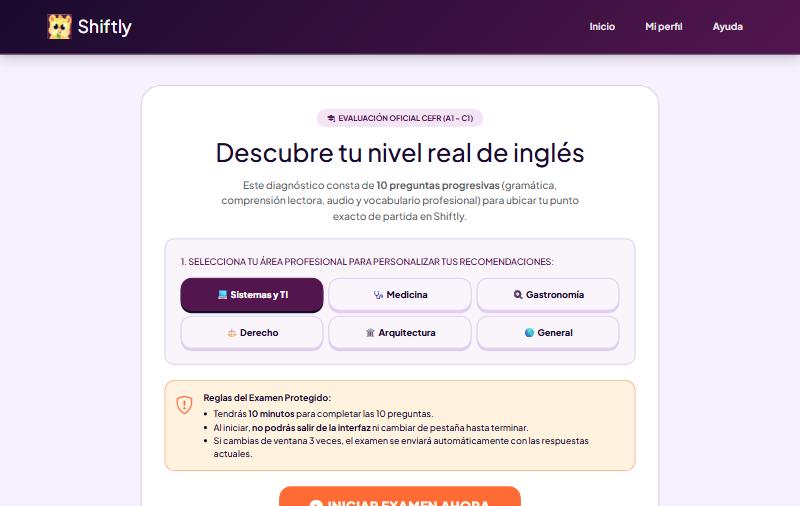 Shiftly
Inicio
Mi perfil
Ayuda
EVALUACIÓN OFICIAL CEFR (A1 - C1)
Descubre tu nivel real de inglés
Este diagnóstico consta de 10 preguntas progresivas (gramática,
comprensión lectora, audio y vocabulario profesional) para ubicar tu punto
exacto de partida en Shiftly.
1. SELECCIONA TU ÁREA PROFESIONAL PARA PERSONALIZAR TUS RECOMENDACIONES:
Sistemas y TI
Medicina
Gastronomía
Derecho
Arquitectura
General
Reglas del Examen Protegido:
• Tendrás 10 minutos para completar las 10 preguntas.
• Al iniciar, no podrás salir de la interfaz ni cambiar de pestaña hasta terminar.
• Si cambias de ventana 3 veces, el examen se enviará automáticamente con las respuestas
actuales.
INICIAR EXAMEN AHORA